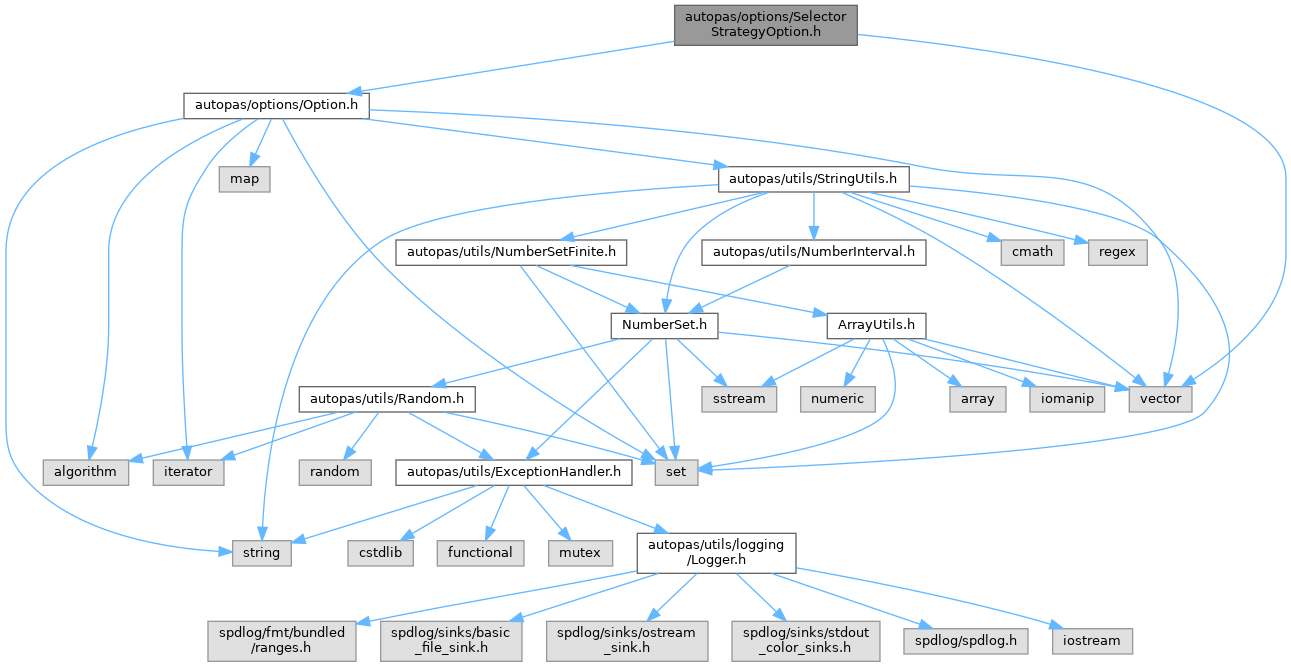 autopas/options/Selector
StrategyOption.h
autopas/options/Option.h
map
autopas/utils/StringUtils.h
autopas/utils/NumberSetFinite.h
autopas/utils/NumberInterval.h
cmath
regex
NumberSet.h
ArrayUtils.h
autopas/utils/Random.h
sstream
numeric
array
iomanip
vector
algorithm
iterator
random
autopas/utils/ExceptionHandler.h
set
string
cstdlib
functional
mutex
autopas/utils/logging
/Logger.h
spdlog/fmt/bundled
/ranges.h
spdlog/sinks/basic
_file_sink.h
spdlog/sinks/ostream
_sink.h
spdlog/sinks/stdout
_color_sinks.h
spdlog/spdlog.h
iostream